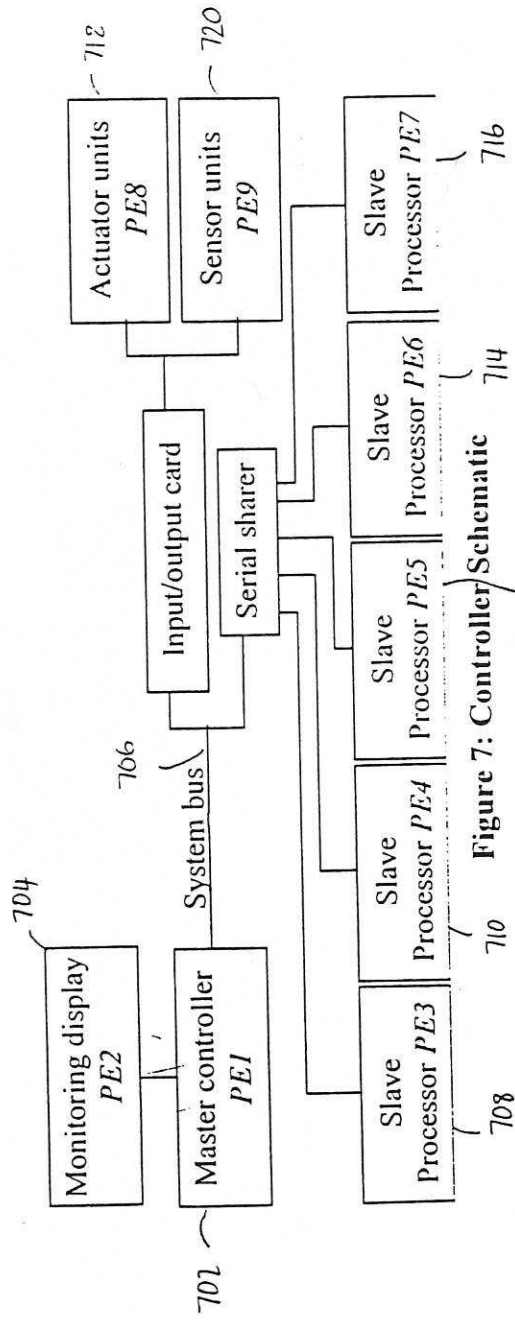 704
Monitoring display
PE2
Master controller
PE1
702
System bus
706
Input/output card
Serial sharer
Actuator units
PE8
Sensor units
PE9
720
Slave
Processor PE3
708
Slave
Processor PE4
710
Slave
Processor PE5
Slave
Processor PE6
714
Slave
Processor PE7
716
Figure 7: Controller Schematic